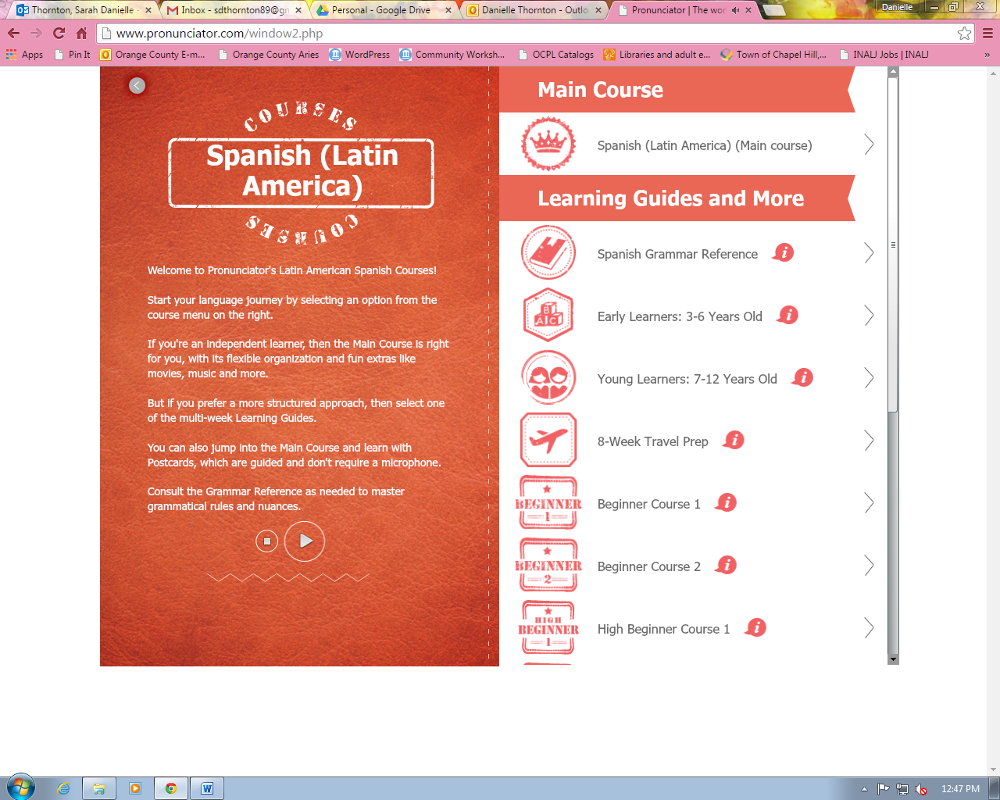 Thornton, Sarah Danielle -
Inbox - sdthornton89@gm
Personal - Google Drive
Danielle Thornton - Outlo
Pronunciator | The wor
Danielle
www.pronunciator.com/window2.php
Apps
Pin It
Orange County E-m...
Orange County Aries
WordPress
Community Worksh...
OCPL Catalogs
Libraries and adult e...
Town of Chapel Hill,...
INALJ Jobs | INALJ
»
COURSES
Spanish (Latin
America)
COURSES
Welcome to Pronunciator's Latin American Spanish Courses!
Start your language journey by selecting an option from the
course menu on the right.
If you're an independent learner, then the Main Course is right
for you, with its flexible organization and fun extras like
movies, music and more.
But if you prefer a more structured approach, then select one
of the multi-week Learning Guides.
You can also jump into the Main Course and learn with
Postcards, which are guided and don't require a microphone.
Consult the Grammar Reference as needed to master
grammatical rules and nuances.
Main Course
Spanish (Latin America) (Main course)
Learning Guides and More
Spanish Grammar Reference i
B
A C
Early Learners: 3-6 Years Old i
Young Learners: 7-12 Years Old i
8-Week Travel Prep i
BEGINNER
1
Beginner Course 1 i
BEGINNER
2
Beginner Course 2 i
HIGH
BEGINNER
1
High Beginner Course 1 i
12:47 PM